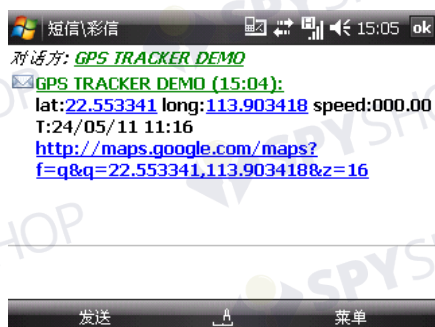 短信\彩信 15:05 ok
对话方: GPS TRACKER DEMO
GPS TRACKER DEMO (15:04):
lat:22.553341 long:113.903418 speed:000.00
T:24/05/11 11:16
http://maps.google.com/maps?
f=q&q=22.553341,113.903418&z=16
发送 A 菜单
SPYSHOP